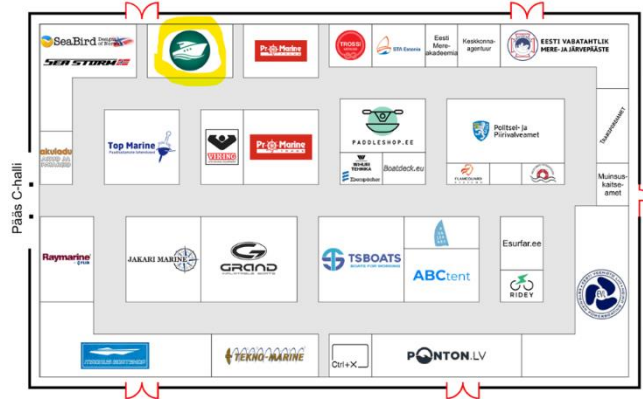 SeaBird
SEA STORM
Pro Marine
TROSSI
STA Estonia
Eesti
Mere-
akadeemia
Keskkonna-
agentuur
EESTI VABATAHTLIK
MERE- JA JÄRVEPÄÄSTE
Top Marine
VIKING
Pro Marine
PADDLESHOP.EE
Boatdeck.eu
Politsei- ja
Piirivalveamet
akuladu
Muinsus-
kaitse-
amet
Pääs C-halli
Raymarine
JAKARI MARINE
GRAND
TSBOATS
ABCtent
Esurfar.ee
RIDEY
TEKNO-MARINE
Ctrl+X
PONTON.LV